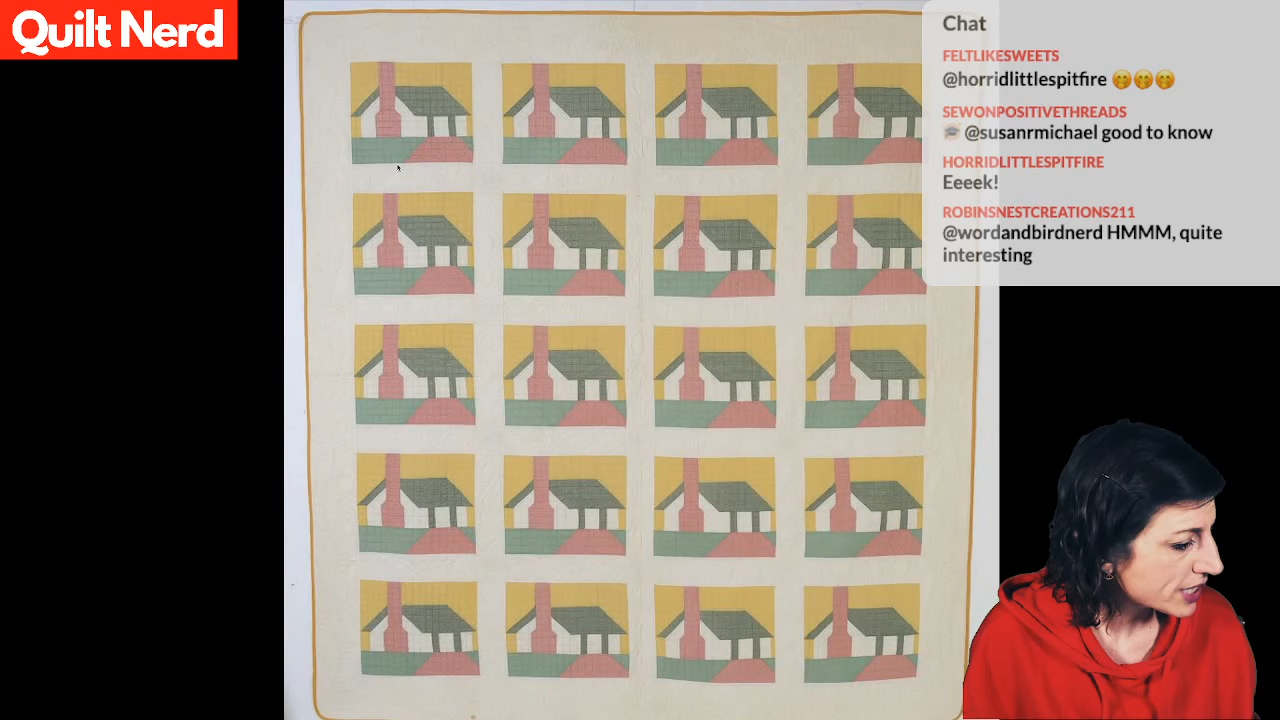 Quilt Nerd
Chat
FELTLIKESWEETS
@horridlittlespitfire 🤭🤭🤭
SEWONPOSITIVETHREADS
🎓 @susanrmichael good to know
HORRIDLITTLESPITFIRE
Eeeek!
ROBINSNESTCREATIONS211
@wordandbirdnerd HMMM, quite
interesting